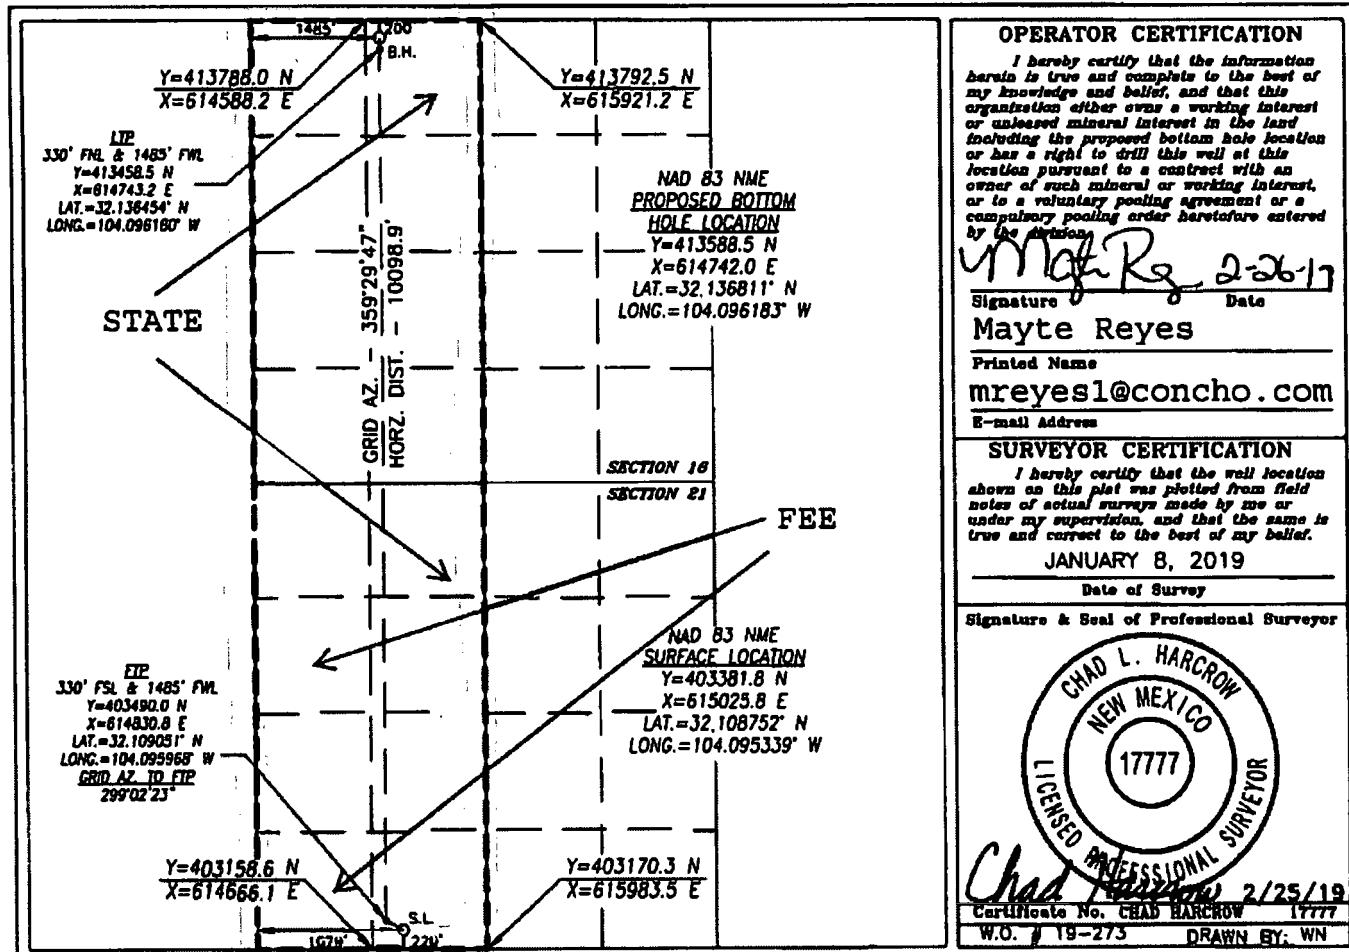 1485'
200'
B.H.
Y=413788.0 N
X=614588.2 E
Y=413792.5 N
X=615921.2 E
LTP
330' FNL & 1485' FWL
Y=413458.5 N
X=614743.2 E
LAT.=32.136454° N
LONG.=104.096180° W
NAD 83 NME
PROPOSED BOTTOM
HOLE LOCATION
Y=413588.5 N
X=614742.0 E
LAT.=32.136811° N
LONG.=104.096183° W
STATE
GRID AZ. - 359°29'47"
HORZ. DIST. - 10098.9'
SECTION 16
SECTION 21
FEE
NAD 83 NME
SURFACE LOCATION
Y=403381.8 N
X=615025.8 E
LAT.=32.108752° N
LONG.=104.095339° W
FTP
330' FSL & 1485' FWL
Y=403490.0 N
X=614830.8 E
LAT.=32.109051° N
LONG.=104.095968° W
GRID AZ. TO FTP
299°02'23"
Y=403158.6 N
X=614666.1 E
Y=403170.3 N
X=615983.5 E
S.L.
220'
OPERATOR CERTIFICATION
I hereby certify that the information
herein is true and complete to the best of
my knowledge and belief, and that this
organization either owns a working interest
or unleased mineral interest in the land
including the proposed bottom hole location
or has a right to drill this well at this
location pursuant to a contract with an
owner of such mineral or working interest,
or to a voluntary pooling agreement or a
compulsory pooling order heretofore entered
by the division.
Signature Date
Mayte Reyes
Printed Name
mreyes1@concho.com
E-mail Address
SURVEYOR CERTIFICATION
I hereby certify that the well location
shown on this plat was plotted from field
notes of actual surveys made by me or
under my supervision, and that the same is
true and correct to the best of my belief.
JANUARY 8, 2019
Date of Survey
Signature & Seal of Professional Surveyor
CHAD L. HARCROW
NEW MEXICO
17777
LICENSED PROFESSIONAL SURVEYOR
Chad Harcrow 2/25/19
Certificate No. CHAD HARCROW 17777
W.O. # 19-273 DRAWN BY: WN